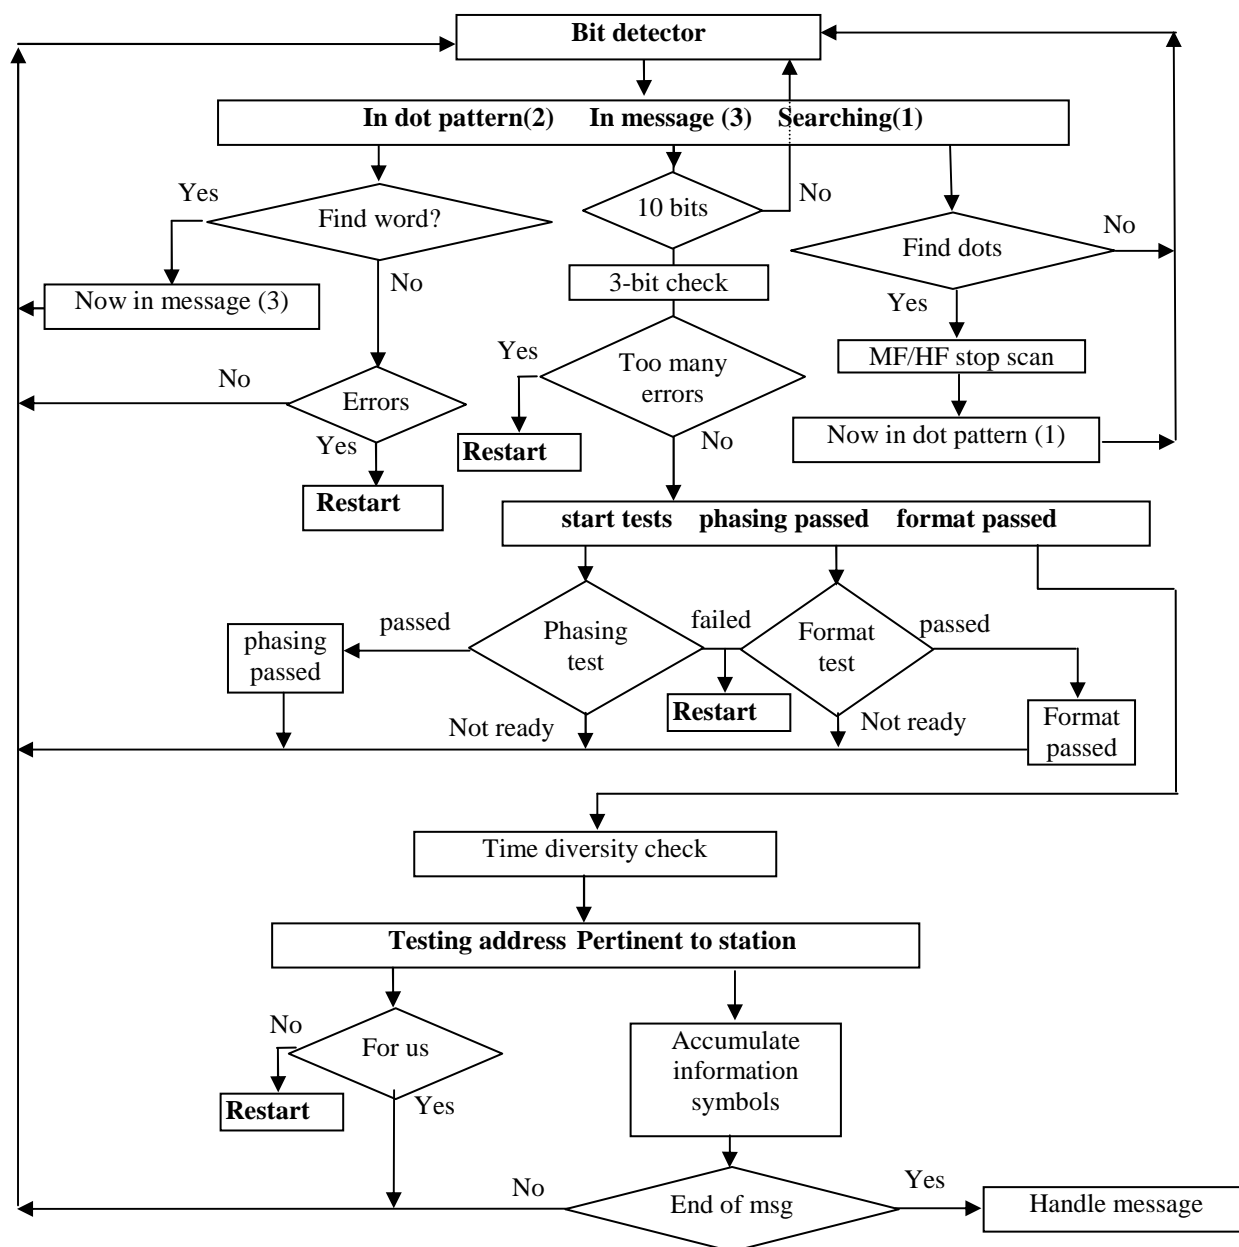 Bit detector
In dot pattern(2) In message (3) Searching(1)
Yes
Find word?
10 bits
No
Find dots
No
Now in message (3)
No
3-bit check
Yes
MF/HF stop scan
Yes
Too many
errors
No
Errors
Yes
Restart
No
Now in dot pattern (1)
Restart
start tests phasing passed format passed
passed
Phasing
test
failed
Format
test
passed
phasing
passed
Restart
Not ready
Not ready
Format
passed
Time diversity check
Testing address Pertinent to station
No
For us
Restart
Yes
Accumulate
information
symbols
No
End of msg
Yes
Handle message